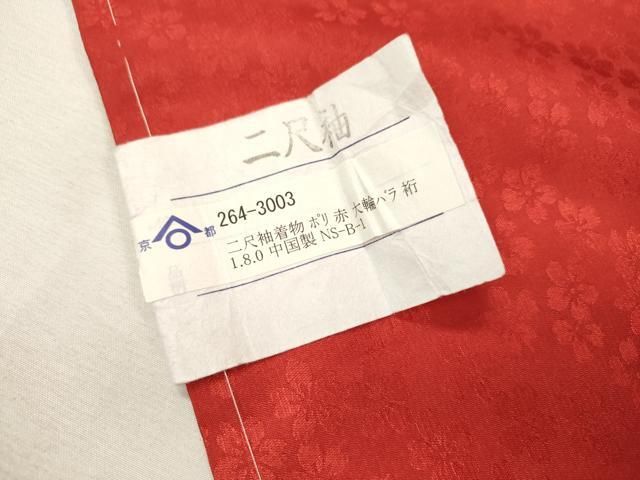 二尺袖
京 都
264-3003
二尺袖着物 ポリ 赤 大輪バラ 裄
1.8.0 中国製 NS-B-1